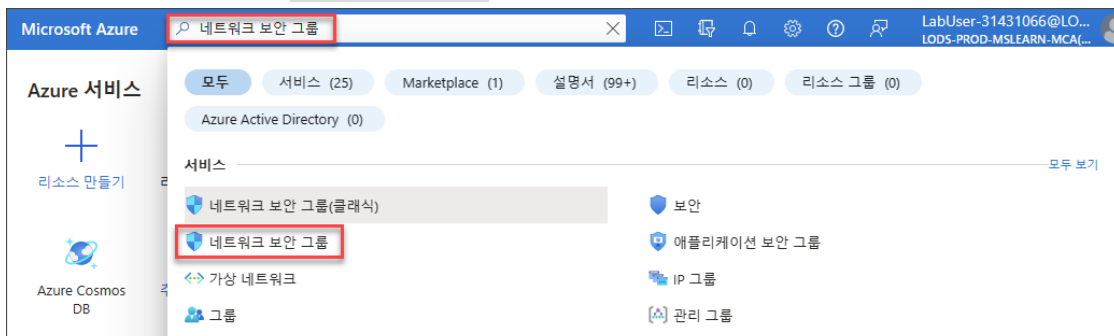 Microsoft Azure
네트워크 보안 그룹
LabUser-31431066@LO...
LODS-PROD-MSLEARN-MCA(...
Azure 서비스
모두
서비스 (25)
Marketplace (1)
설명서 (99+)
리소스 (0)
리소스 그룹 (0)
Azure Active Directory (0)
서비스
모두 보기
리소스 만들기
네트워크 보안 그룹(클래식)
보안
네트워크 보안 그룹
애플리케이션 보안 그룹
가상 네트워크
IP 그룹
Azure Cosmos
DB
그룹
관리 그룹